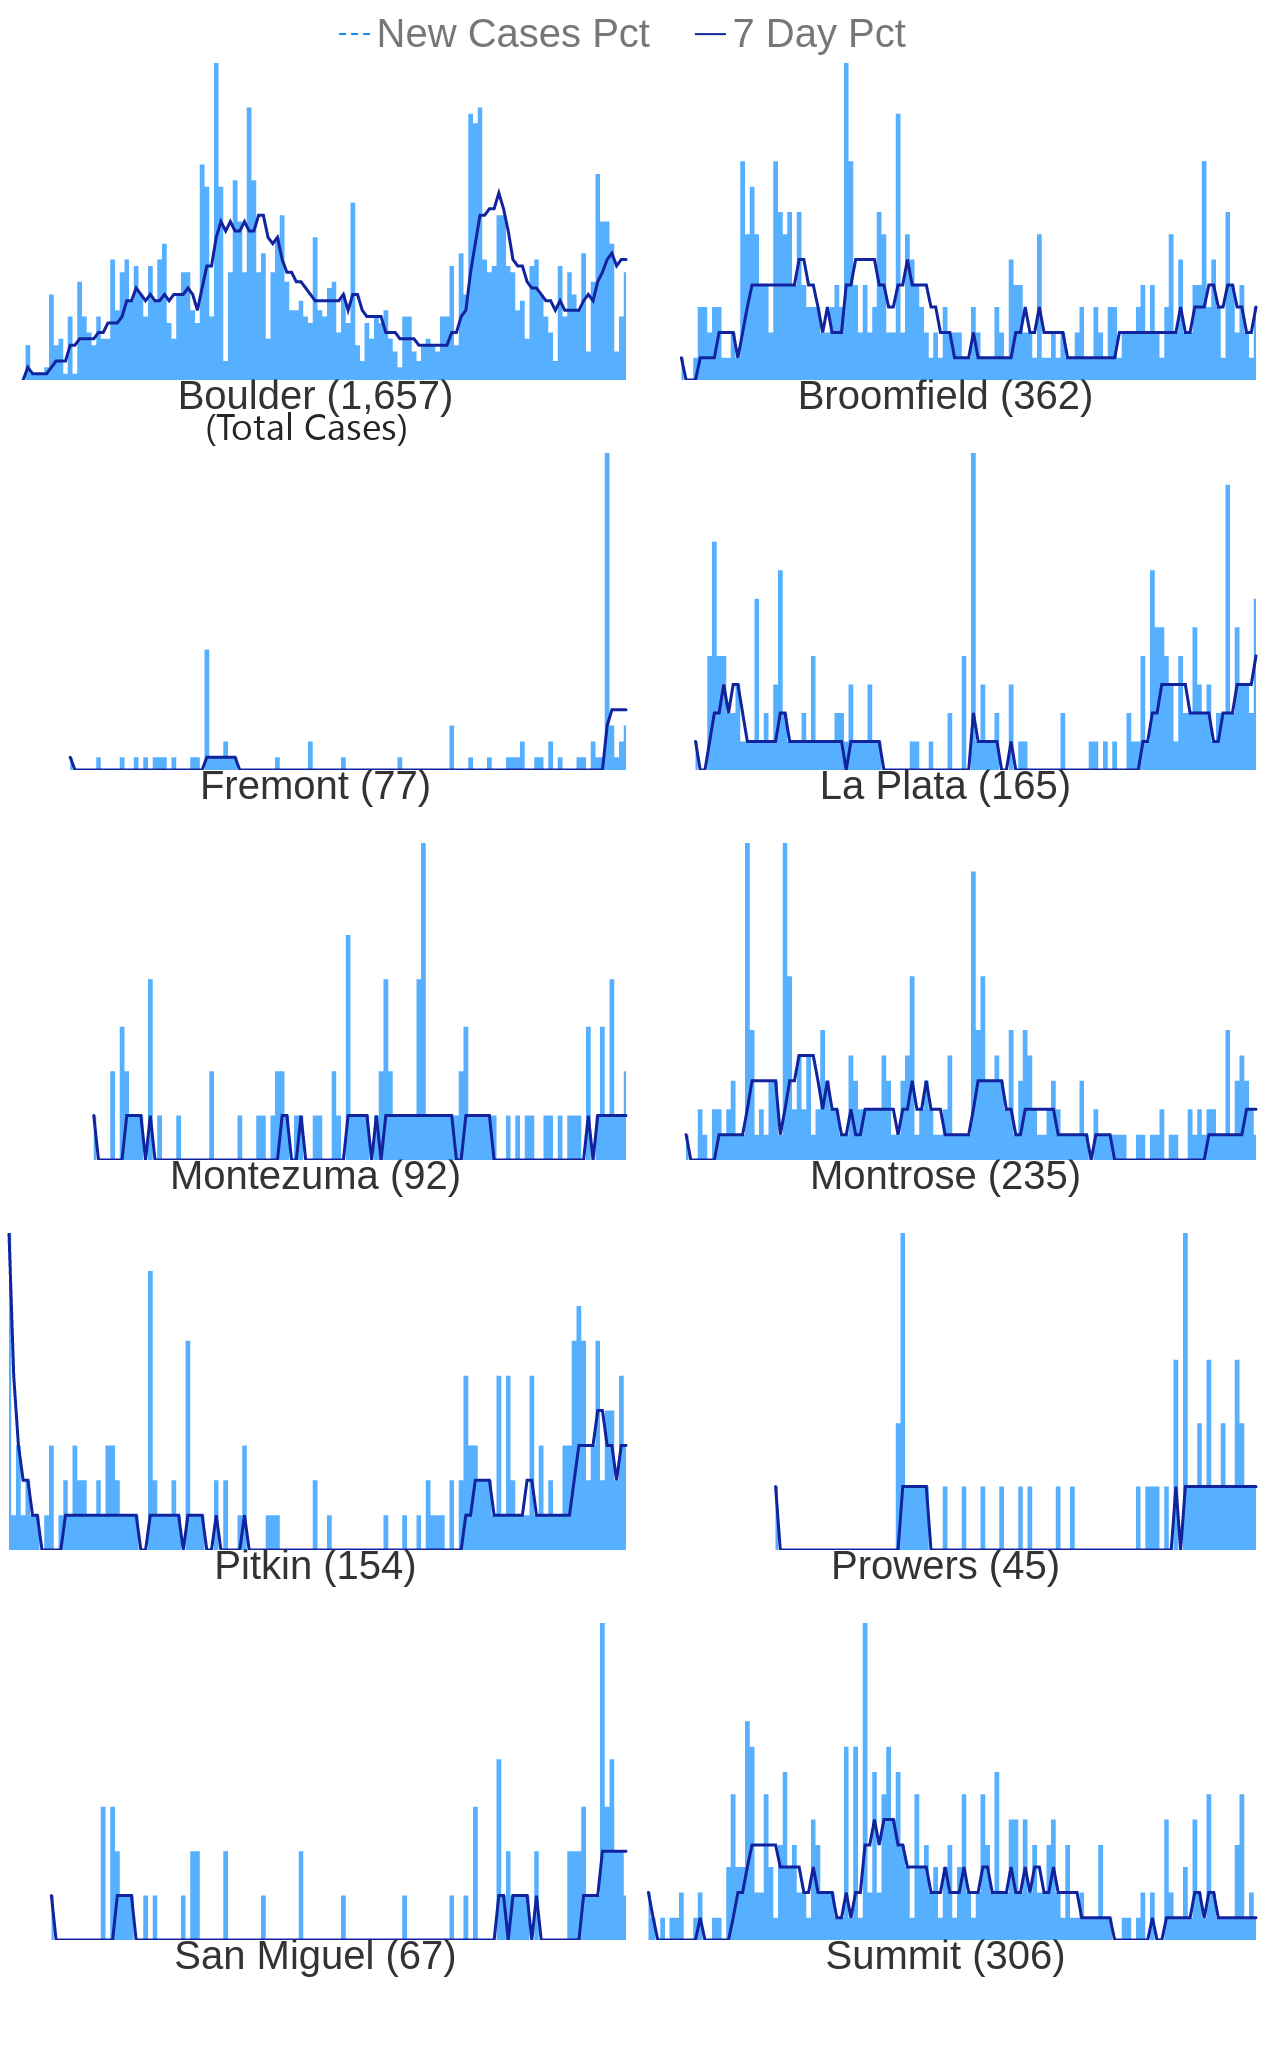 New Cases Pct 7 Day Pct
Boulder (1,657)
(Total Cases)
Broomfield (362)
Fremont (77)
La Plata (165)
Montezuma (92)
Montrose (235)
Pitkin (154)
Prowers (45)
San Miguel (67)
Summit (306)